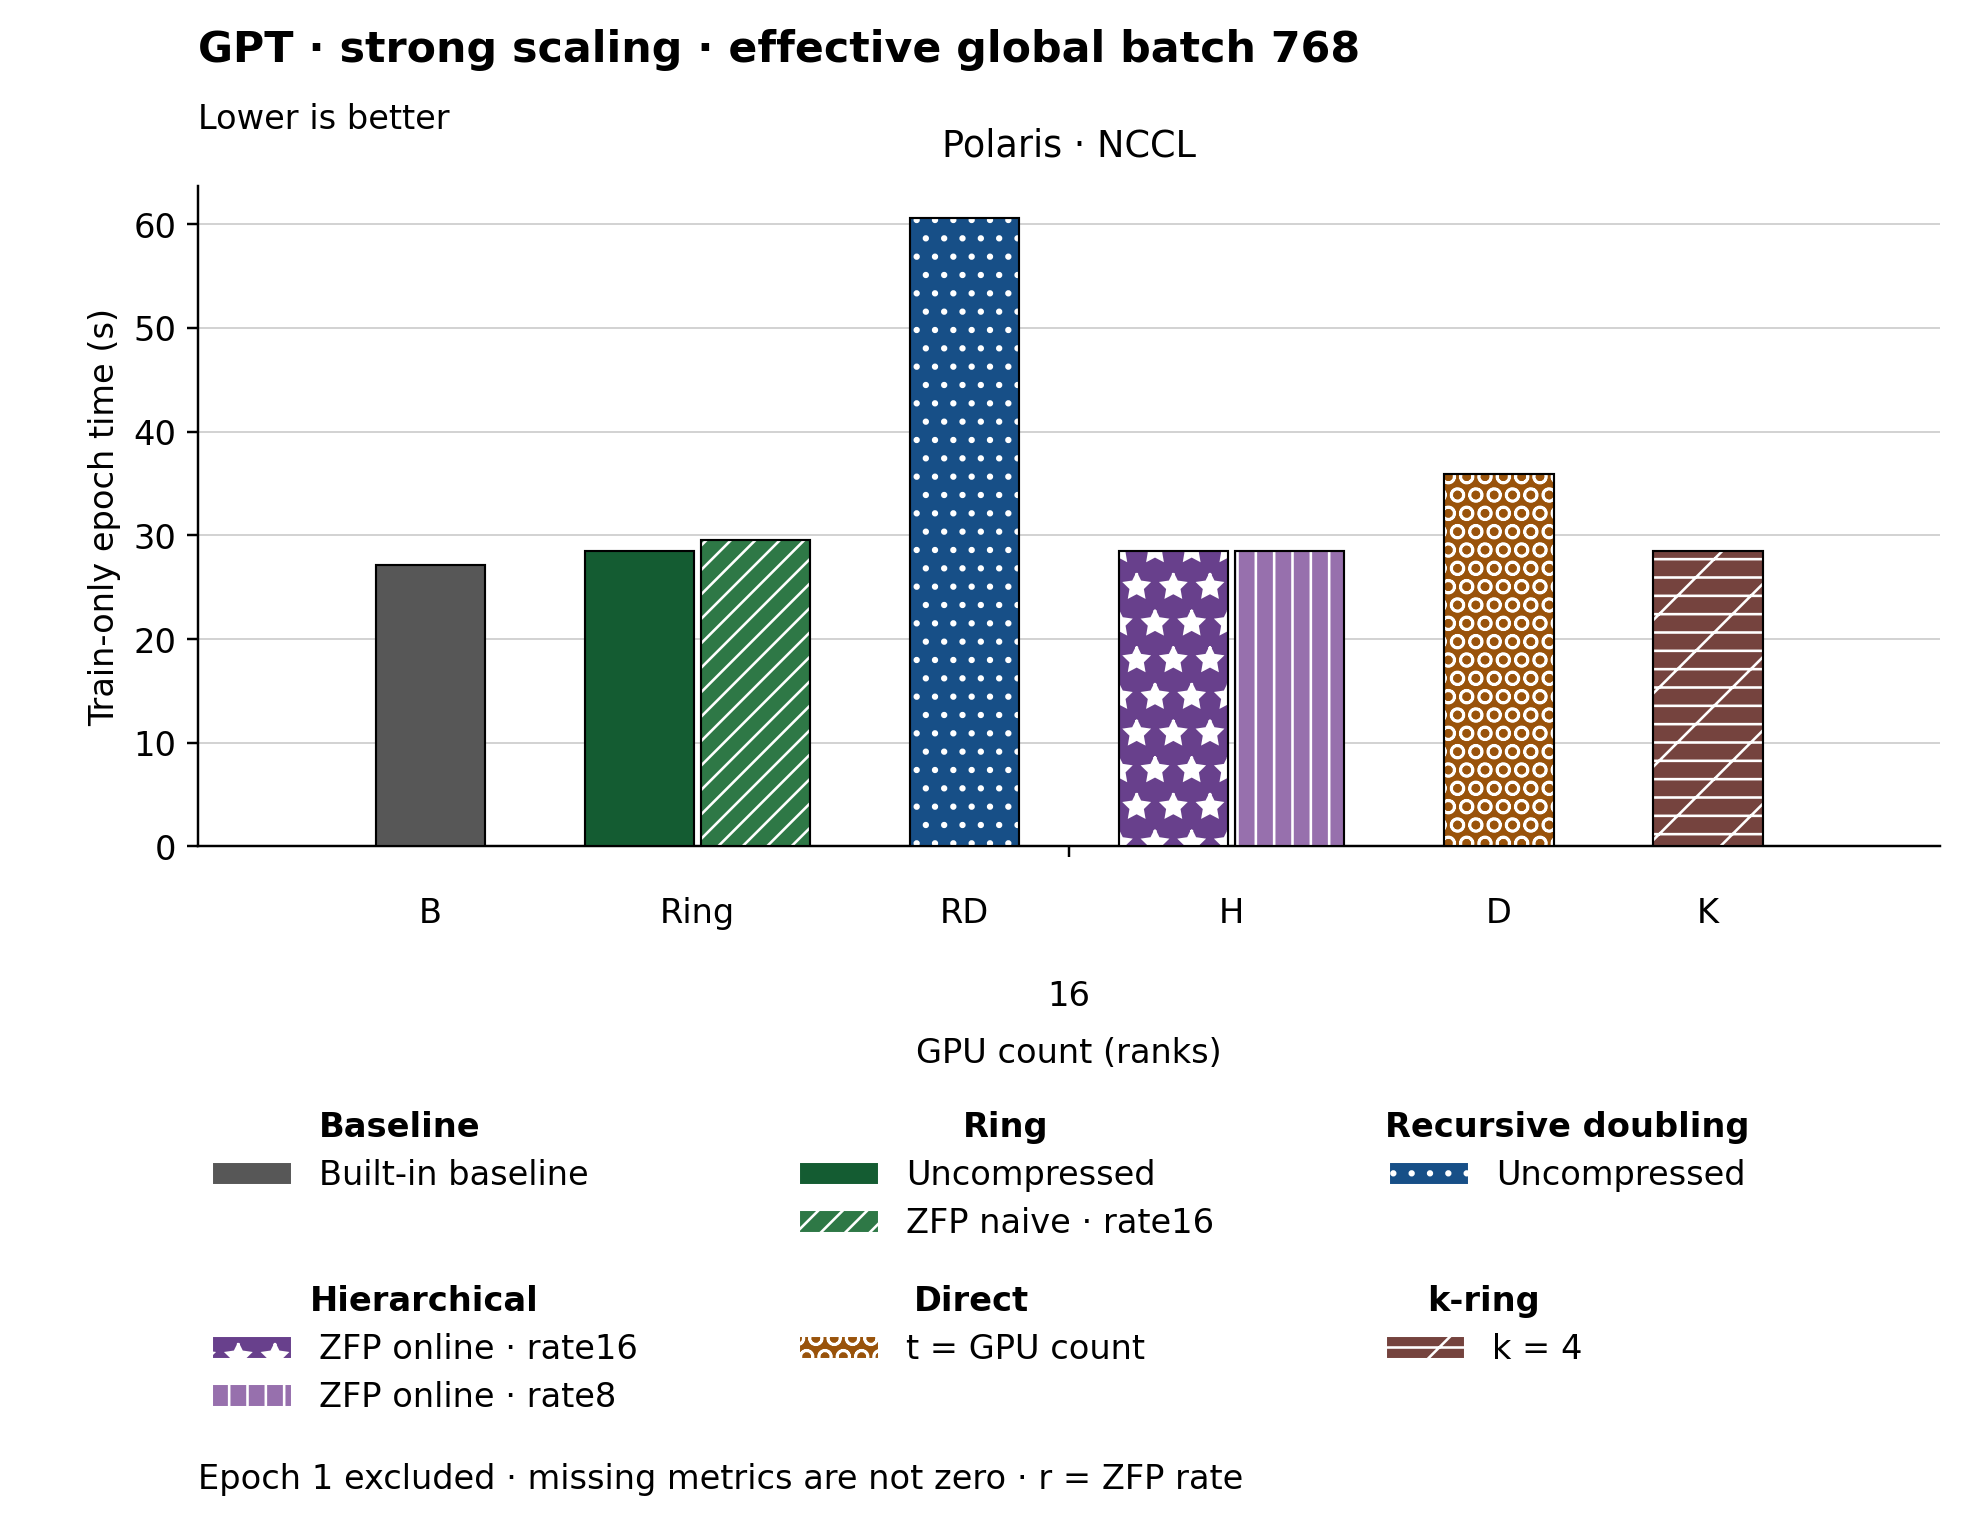 GPT · strong scaling · effective global batch 768
Lower is better
Polaris · NCCL
Train-only epoch time (s)
60
50
40
30
20
10
0
B Ring RD H D K
16
GPU count (ranks)
Baseline Ring Recursive doubling
Built-in baseline Uncompressed Uncompressed
ZFP naive · rate16
Hierarchical Direct k-ring
ZFP online · rate16 t = GPU count k = 4
ZFP online · rate8
Epoch 1 excluded · missing metrics are not zero · r = ZFP rate